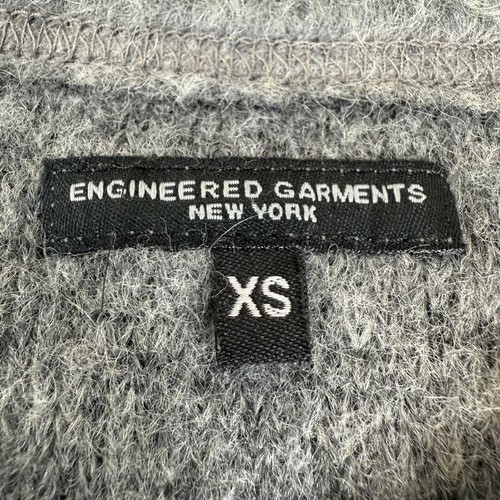 ENGINEERED GARMENTS
NEW YORK
XS